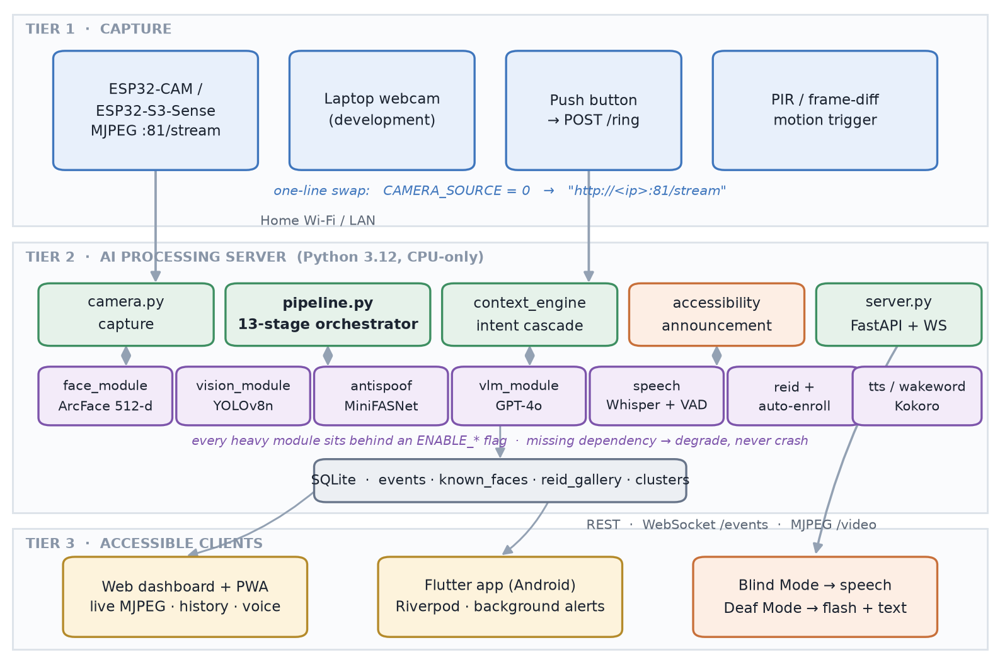 TIER 1 · CAPTURE
ESP32-CAM /
ESP32-S3-Sense
MJPEG :81/stream
Laptop webcam
(development)
Push button
→ POST /ring
PIR / frame-diff
motion trigger
one-line swap: CAMERA_SOURCE = 0 → "http://<ip>:81/stream"
Home Wi-Fi / LAN
TIER 2 · AI PROCESSING SERVER (Python 3.12, CPU-only)
camera.py
capture
pipeline.py
13-stage orchestrator
context_engine
intent cascade
accessibility
announcement
server.py
FastAPI + WS
face_module
ArcFace 512-d
vision_module
YOLOv8n
antispoof
MiniFASNet
vlm_module
GPT-4o
speech
Whisper + VAD
reid +
auto-enroll
tts / wakeword
Kokoro
every heavy module sits behind an ENABLE_* flag · missing dependency → degrade, never crash
SQLite · events · known_faces · reid_gallery · clusters
REST · WebSocket /events · MJPEG /video
TIER 3 · ACCESSIBLE CLIENTS
Web dashboard + PWA
live MJPEG · history · voice
Flutter app (Android)
Riverpod · background alerts
Blind Mode → speech
Deaf Mode → flash + text